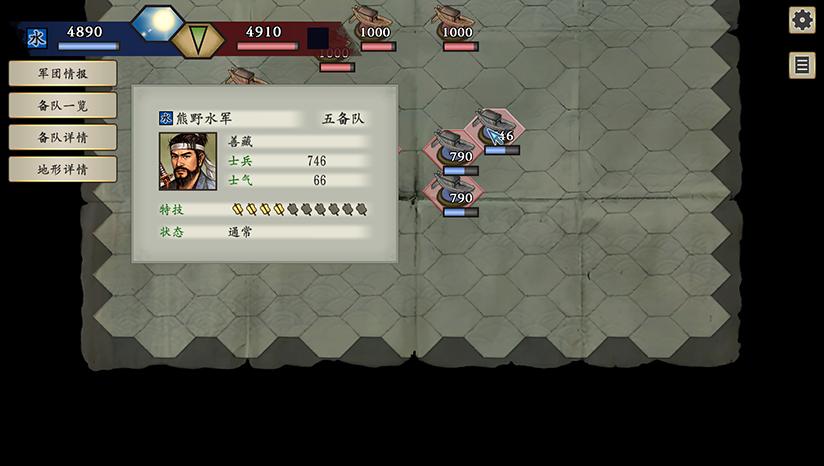 水 4890
4910
1000
1000
1000
军团情报
备队一览
备队详情
地形详情
水 熊野水军 五备队
善藏
士兵 746
士气 66
特技
状态 通常
46
790
790